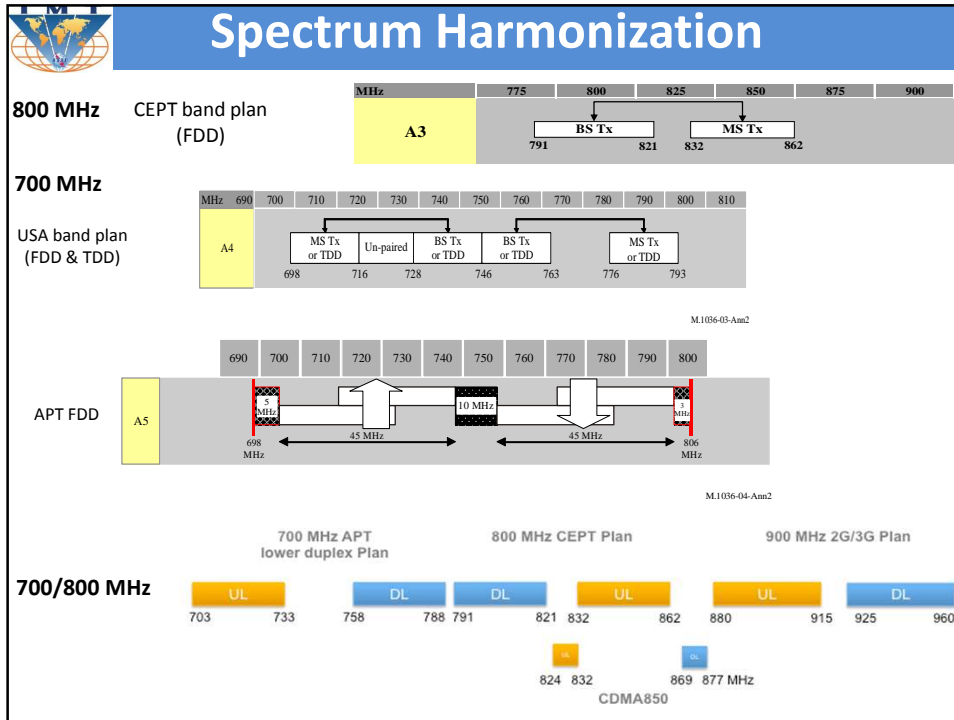 Spectrum Harmonization
800 MHz
CEPT band plan
(FDD)
MHz 775 800 825 850 875 900
A3
BS Tx MS Tx
791 821 832 862
700 MHz
USA band plan
(FDD & TDD)
MHz 690 700 710 720 730 740 750 760 770 780 790 800 810
A4
MS Tx
or TDD
Un-paired
BS Tx
or TDD
BS Tx
or TDD
MS Tx
or TDD
698 716 728 746 763 776 793
M.1036-03-Ann2
690 700 710 720 730 740 750 760 770 780 790 800
APT FDD
A5
5
MHz
10 MHz
3
MHz
45 MHz 45 MHz
698
MHz
806
MHz
M.1036-04-Ann2
700 MHz APT
lower duplex Plan
800 MHz CEPT Plan
900 MHz 2G/3G Plan
700/800 MHz
UL DL DL UL UL DL
703 733 758 788 791 821 832 862 880 915 925 960
UL DL
824 832 869 877 MHz
CDMA850